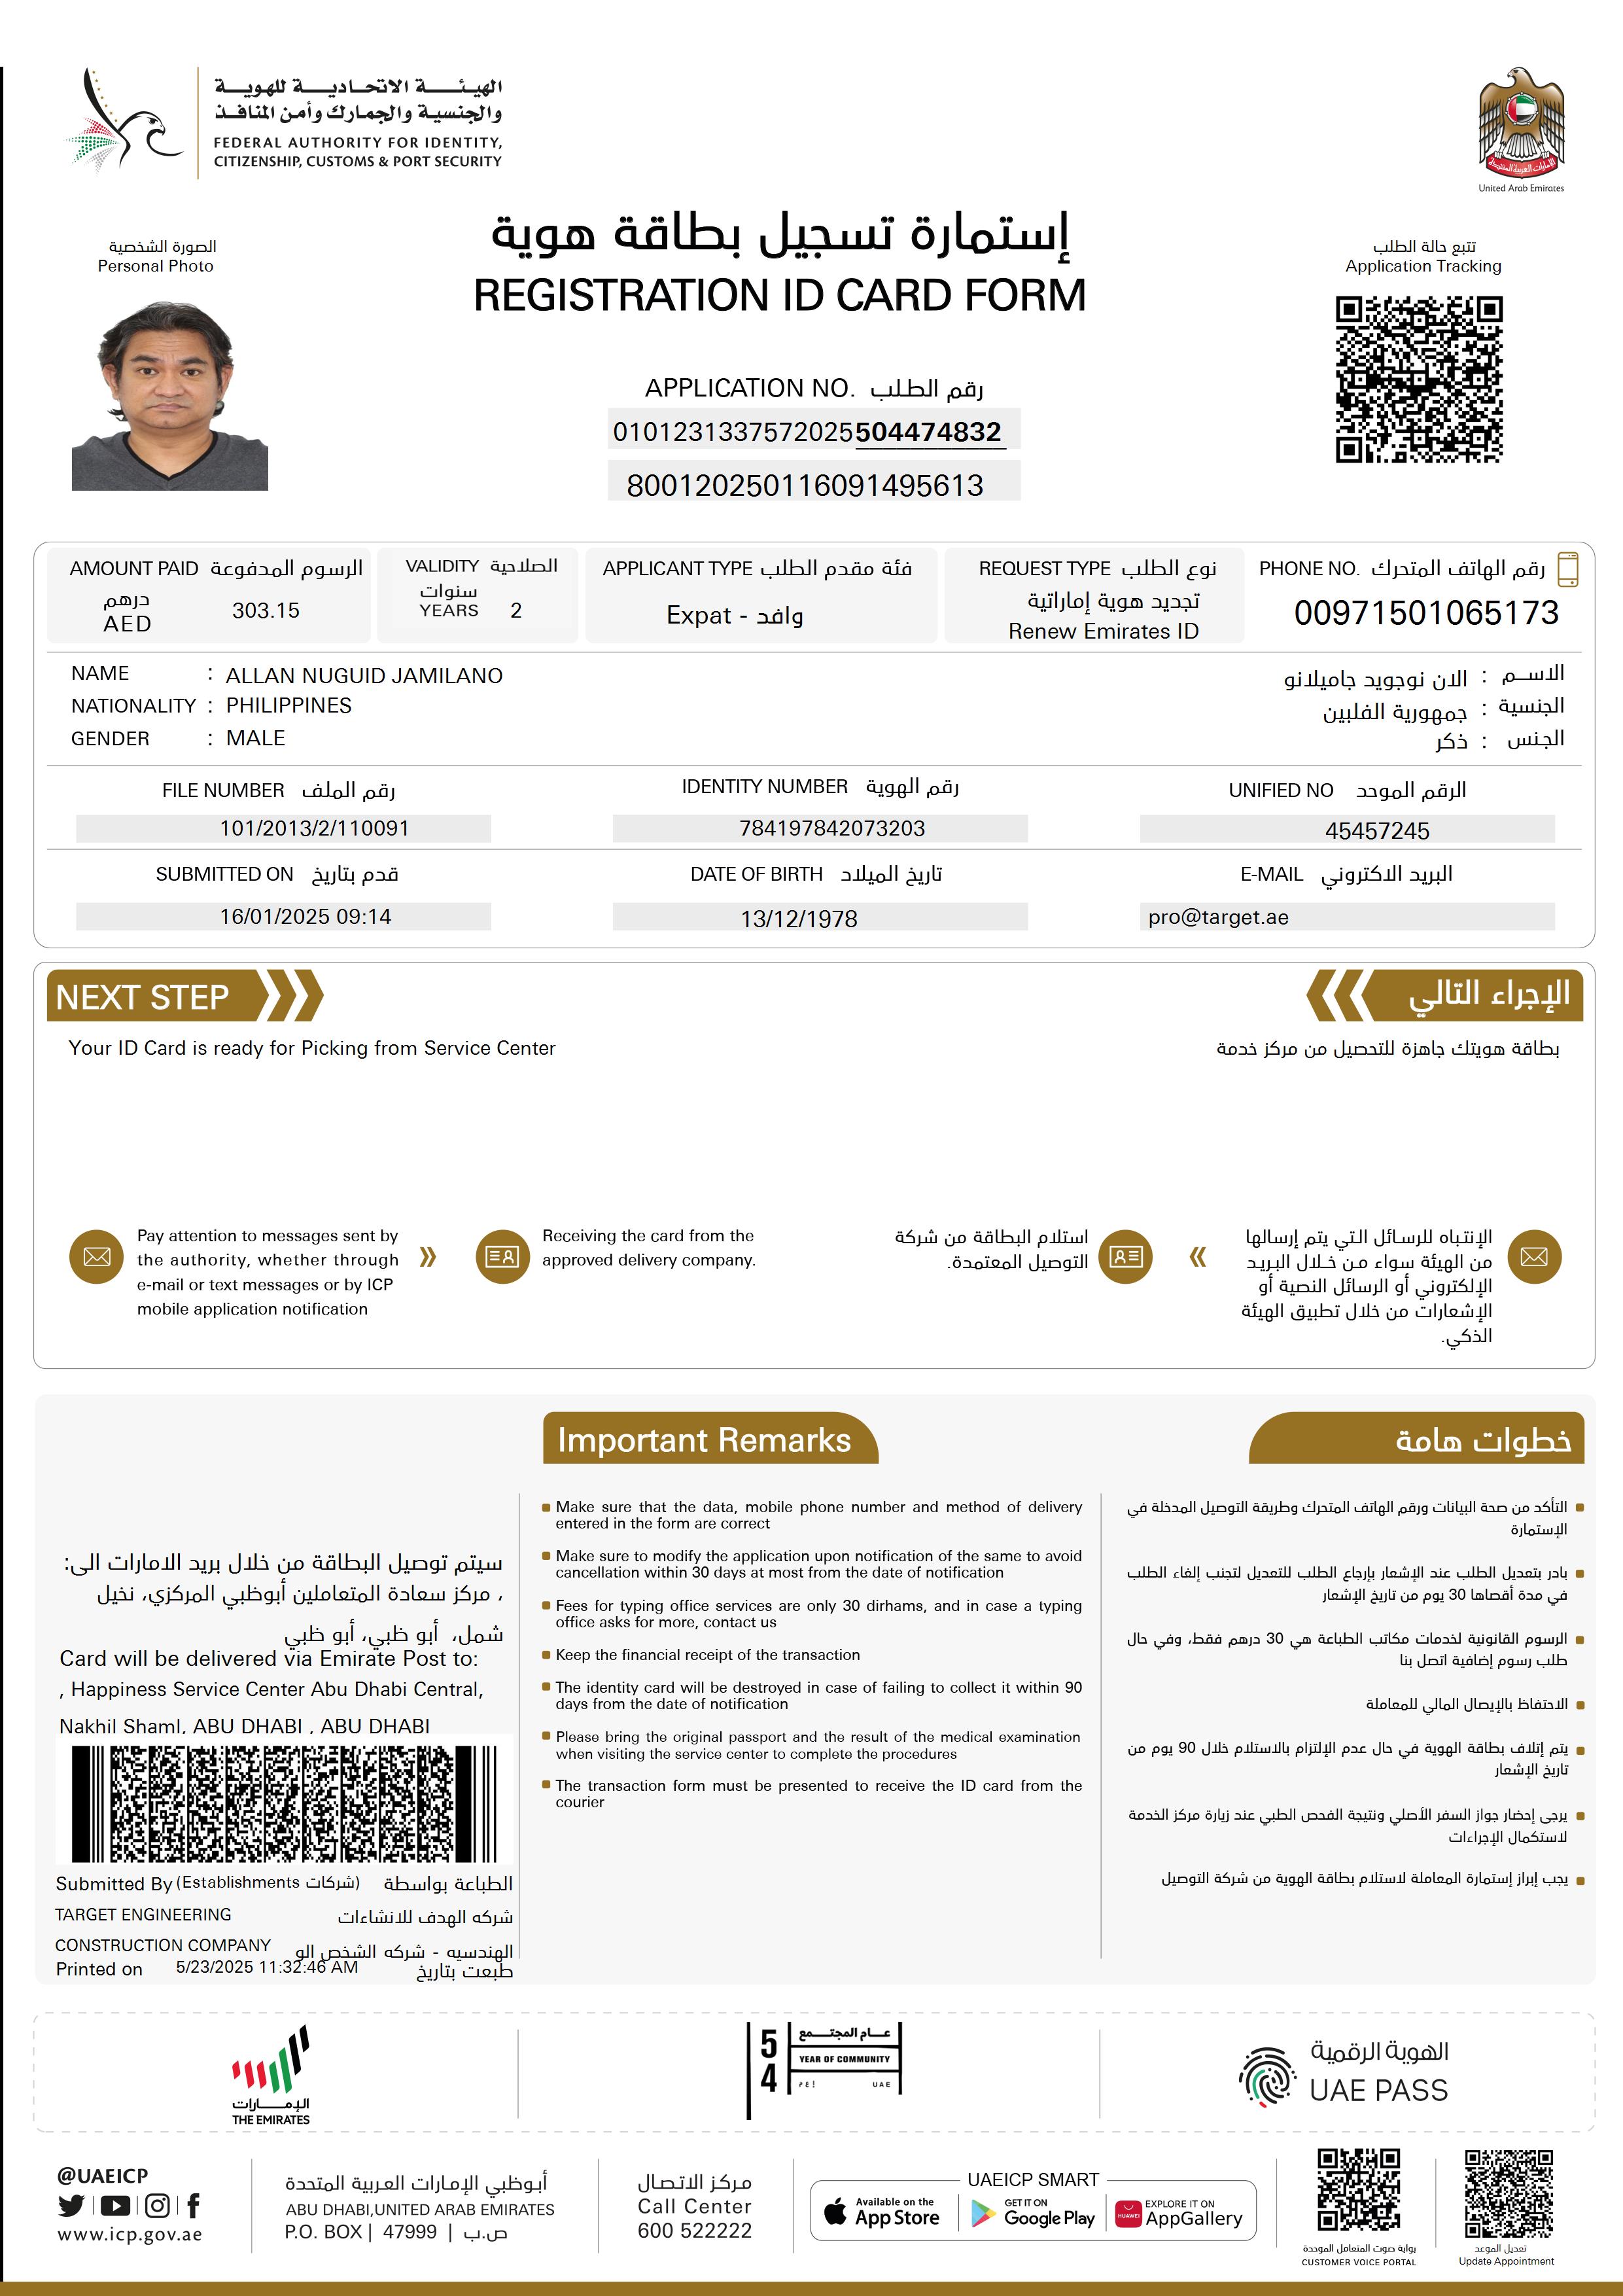 الهيئة الاتحادية للهوية
والجنسية والجمارك وأمن المنافذ
FEDERAL AUTHORITY FOR IDENTITY,
CITIZENSHIP, CUSTOMS & PORT SECURITY
الإمارات العربية المتحدة
United Arab Emirates
الصورة الشخصية
Personal Photo
إستمارة تسجيل بطاقة هوية
REGISTRATION ID CARD FORM
تتبع حالة الطلب
Application Tracking
APPLICATION NO. رقم الطلب
0101231337572025504474832
800120250116091495613
AMOUNT PAID الرسوم المدفوعة
درهم
AED 303.15
VALIDITY الصلاحية
سنوات
YEARS 2
APPLICANT TYPE فئة مقدم الطلب
Expat - وافد
REQUEST TYPE نوع الطلب
تجديد هوية إماراتية
Renew Emirates ID
PHONE NO. رقم الهاتف المتحرك
00971501065173
NAME : ALLAN NUGUID JAMILANO
الاسم : الان نوجويد جاميلانو
NATIONALITY : PHILIPPINES
الجنسية : جمهورية الفلبين
GENDER : MALE
الجنس : ذكر
FILE NUMBER رقم الملف
101/2013/2/110091
IDENTITY NUMBER رقم الهوية
784197842073203
UNIFIED NO الرقم الموحد
45457245
SUBMITTED ON قدم بتاريخ
16/01/2025 09:14
DATE OF BIRTH تاريخ الميلاد
13/12/1978
E-MAIL البريد الاكتروني
pro@target.ae
NEXT STEP
الإجراء التالي
Your ID Card is ready for Picking from Service Center
بطاقة هويتك جاهزة للتحصيل من مركز خدمة
Pay attention to messages sent by
the authority, whether through
e-mail or text messages or by ICP
mobile application notification
Receiving the card from the
approved delivery company.
استلام البطاقة من شركة
التوصيل المعتمدة.
الإنتباه للرسائل التي يتم إرسالها
من الهيئة سواء من خلال البريد
الإلكتروني أو الرسائل النصية أو
الإشعارات من خلال تطبيق الهيئة
الذكي.
سيتم توصيل البطاقة من خلال بريد الامارات الى:
، مركز سعادة المتعاملين أبوظبي المركزي، نخيل
شمل، أبو ظبي، أبو ظبي
Card will be delivered via Emirate Post to:
, Happiness Service Center Abu Dhabi Central,
Nakhil Shaml, ABU DHABI , ABU DHABI
Submitted By (Establishments شركات) الطباعة بواسطة
TARGET ENGINEERING شركه الهدف للانشاءات
CONSTRUCTION COMPANY الهندسيه - شركه الشخص الو
Printed on 5/23/2025 11:32:46 AM طبعت بتاريخ
Important Remarks
Make sure that the data, mobile phone number and method of delivery
entered in the form are correct
Make sure to modify the application upon notification of the same to avoid
cancellation within 30 days at most from the date of notification
Fees for typing office services are only 30 dirhams, and in case a typing
office asks for more, contact us
Keep the financial receipt of the transaction
The identity card will be destroyed in case of failing to collect it within 90
days from the date of notification
Please bring the original passport and the result of the medical examination
when visiting the service center to complete the procedures
The transaction form must be presented to receive the ID card from the
courier
خطوات هامة
التأكد من صحة البيانات ورقم الهاتف المتحرك وطريقة التوصيل المدخلة في
الإستمارة
بادر بتعديل الطلب عند الإشعار بإرجاع الطلب للتعديل لتجنب إلغاء الطلب
في مدة أقصاها 30 يوم من تاريخ الإشعار
الرسوم القانونية لخدمات مكاتب الطباعة هي 30 درهم فقط، وفي حال
طلب رسوم إضافية اتصل بنا
الاحتفاظ بالإيصال المالي للمعاملة
يتم إتلاف بطاقة الهوية في حال عدم الإلتزام بالاستلام خلال 90 يوم من
تاريخ الإشعار
يرجى إحضار جواز السفر الأصلي ونتيجة الفحص الطبي عند زيارة مركز الخدمة
لاستكمال الإجراءات
يجب إبراز إستمارة المعاملة لاستلام بطاقة الهوية من شركة التوصيل
الإمارات
THE EMIRATES
54
عام المجتمع
YEAR OF COMMUNITY
إ.ع.م UAE
الهوية الرقمية
UAE PASS
@UAEICP
www.icp.gov.ae
أبوظبي الإمارات العربية المتحدة
ABU DHABI,UNITED ARAB EMIRATES
P.O. BOX | 47999 | ص.ب
مركز الاتصال
Call Center
600 522222
UAEICP SMART
Available on the
App Store
GET IT ON
Google Play
HUAWEI
EXPLORE IT ON
AppGallery
بوابة صوت المتعامل الموحدة
CUSTOMER VOICE PORTAL
تعديل الموعد
Update Appointment